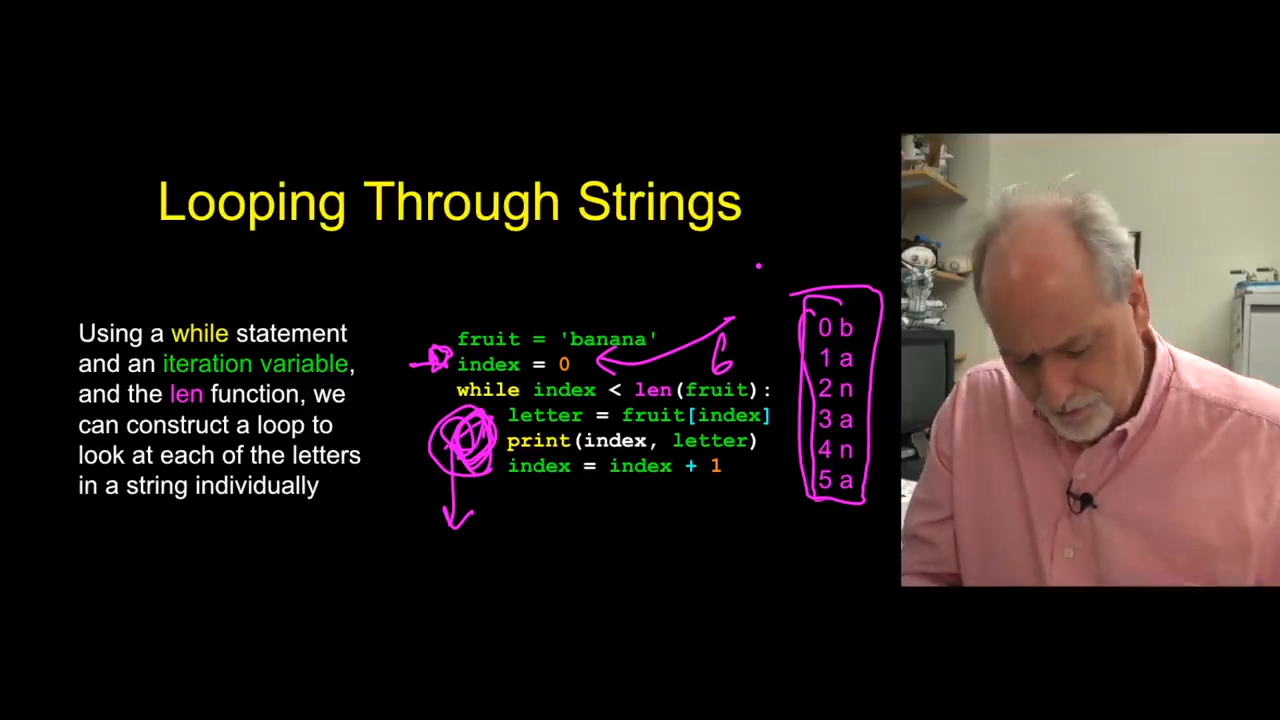 Looping Through Strings
Using a while statement
and an iteration variable,
and the len function, we
can construct a loop to
look at each of the letters
in a string individually
fruit = 'banana'
index = 0
while index < len(fruit):
letter = fruit[index]
print(index, letter)
index = index + 1
6
0 b
1 a
2 n
3 a
4 n
5 a